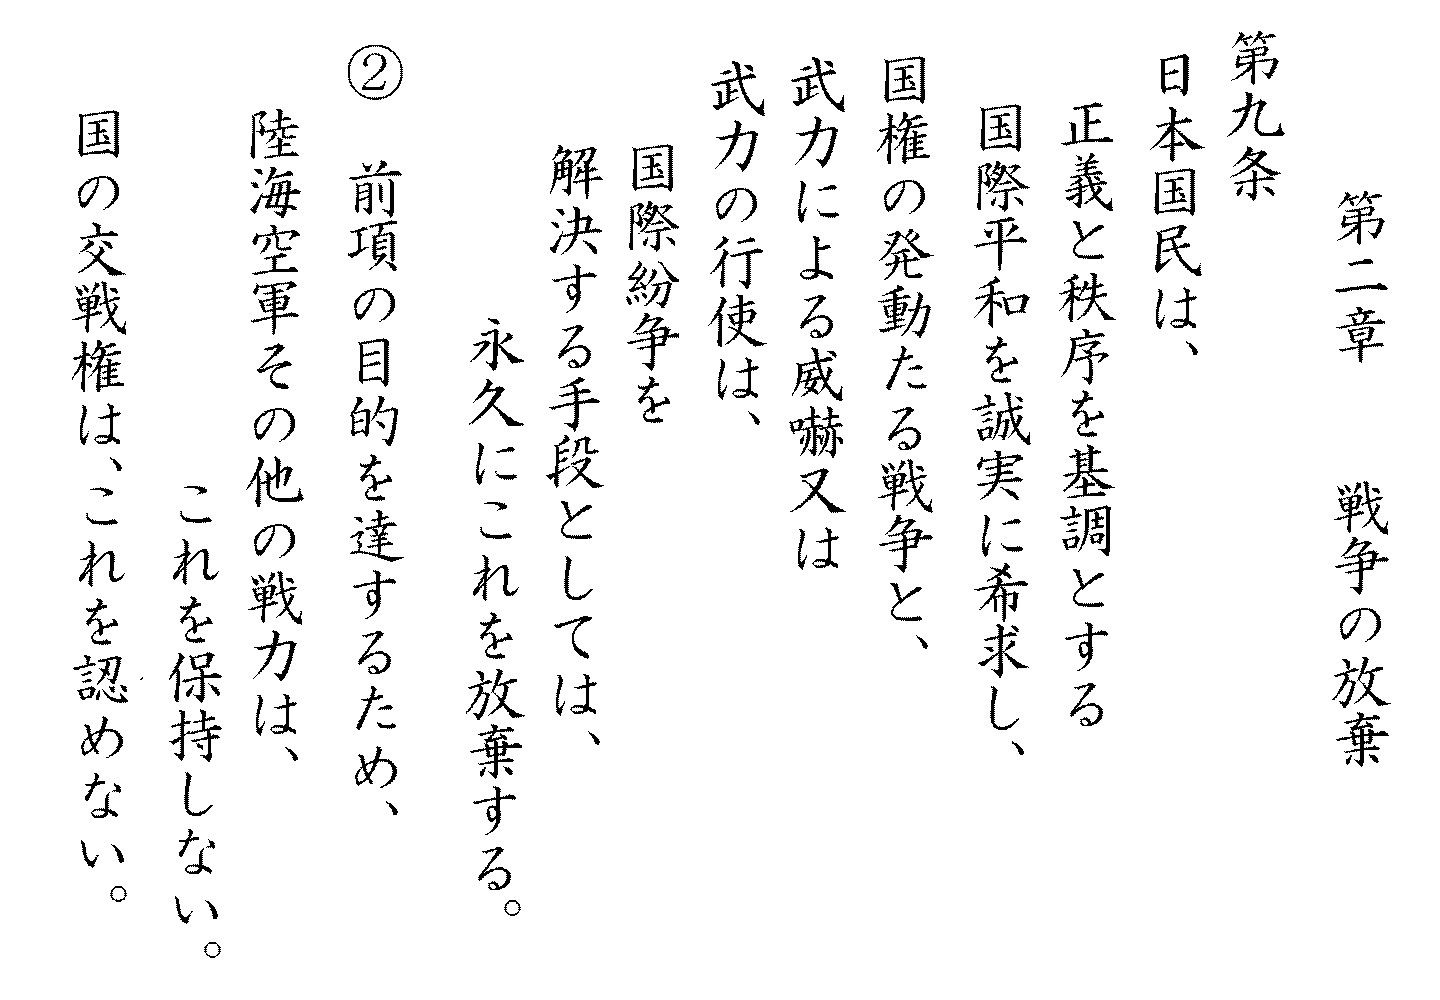 第二章　戦争の放棄
第九条
日本国民は、
正義と秩序を基調とする
国際平和を誠実に希求し、
国権の発動たる戦争と、
武力による威嚇又は
武力の行使は、
国際紛争を
解決する手段としては、
永久にこれを放棄する。
② 前項の目的を達するため、
陸海空軍その他の戦力は、
これを保持しない。
国の交戦権は、これを認めない。